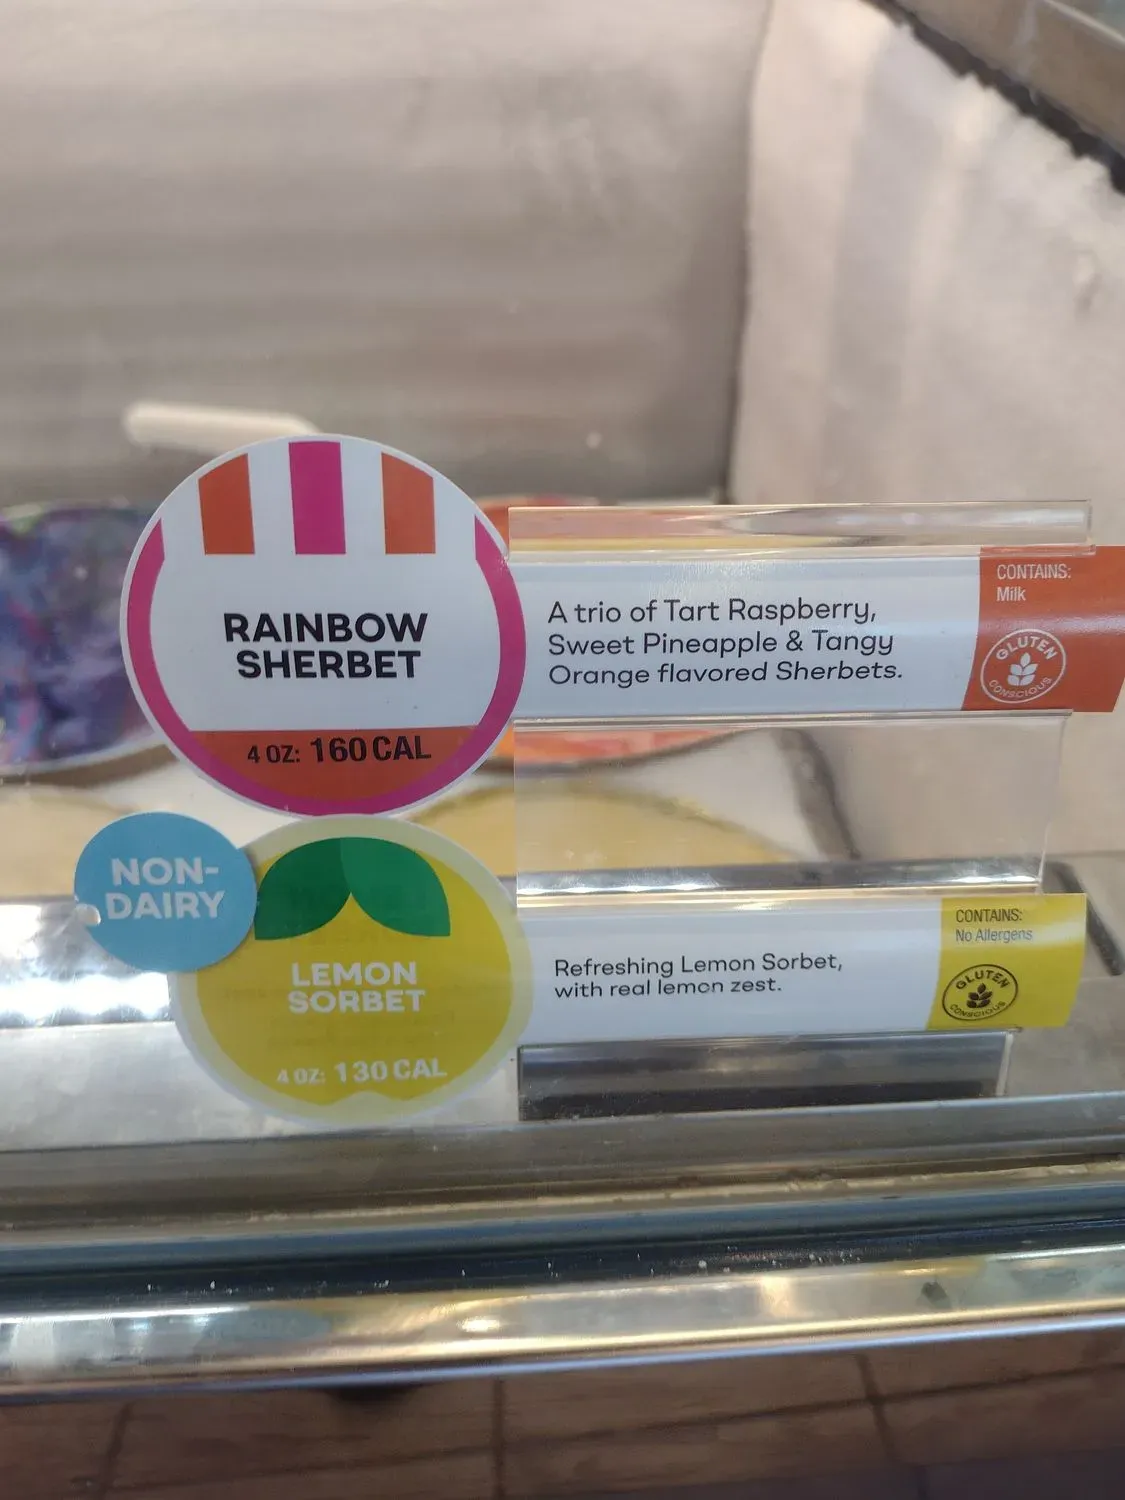 RAINBOW
SHERBET
4 OZ: 160 CAL
A trio of Tart Raspberry,
Sweet Pineapple & Tangy
Orange flavored Sherbets.
CONTAINS:
Milk
GLUTEN
CONSCIOUS
NON-
DAIRY
LEMON
SORBET
4 OZ: 130 CAL
Refreshing Lemon Sorbet,
with real lemon zest.
CONTAINS:
No Allergens
GLUTEN
CONSCIOUS